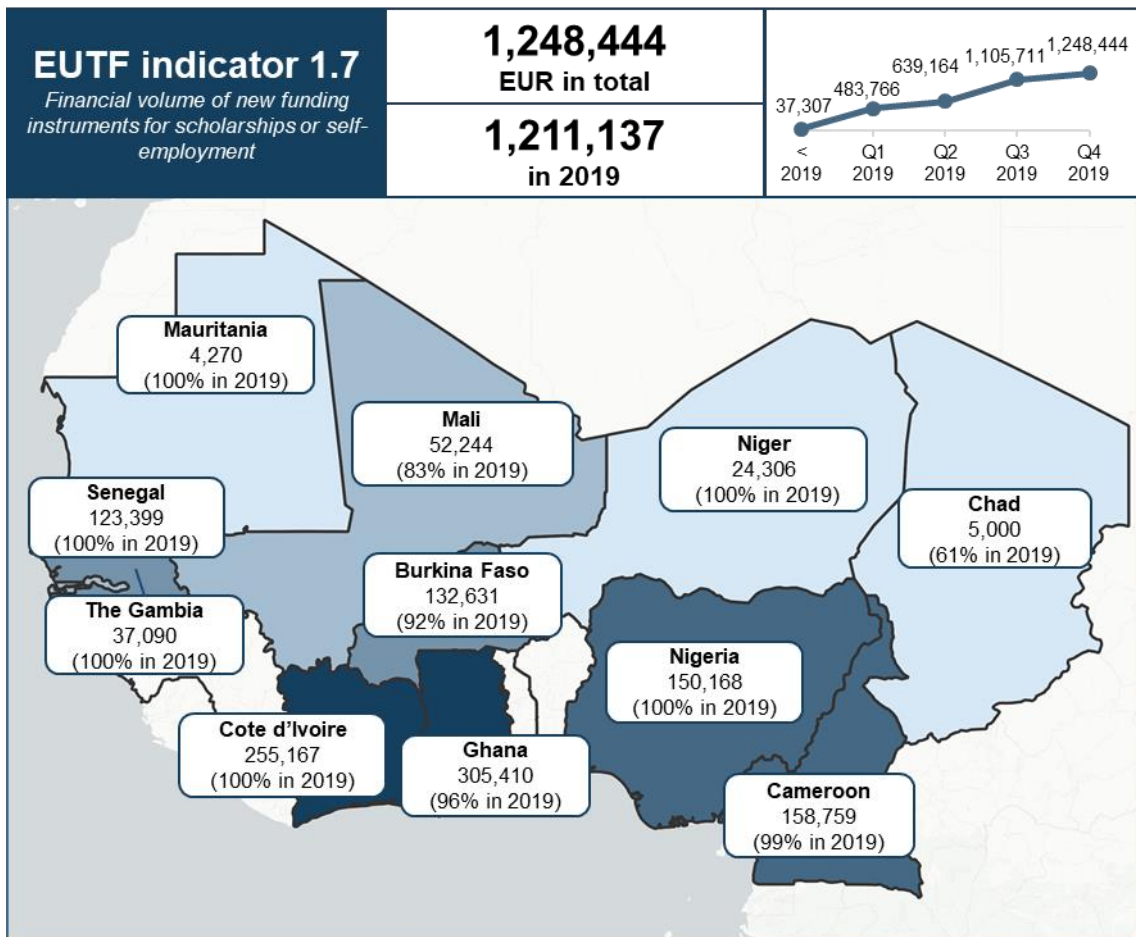 EUTF indicator 1.7
Financial volume of new funding
instruments for scholarships or self-
employment
1,248,444
EUR in total
1,211,137
in 2019
37,307
483,766
639,164
1,105,711
1,248,444
<
2019
Q1
2019
Q2
2019
Q3
2019
Q4
2019
Mauritania
4,270
(100% in 2019)
Mali
52,244
(83% in 2019)
Niger
24,306
(100% in 2019)
Chad
5,000
(61% in 2019)
Senegal
123,399
(100% in 2019)
Burkina Faso
132,631
(92% in 2019)
The Gambia
37,090
(100% in 2019)
Nigeria
150,168
(100% in 2019)
Cote d’Ivoire
255,167
(100% in 2019)
Ghana
305,410
(96% in 2019)
Cameroon
158,759
(99% in 2019)